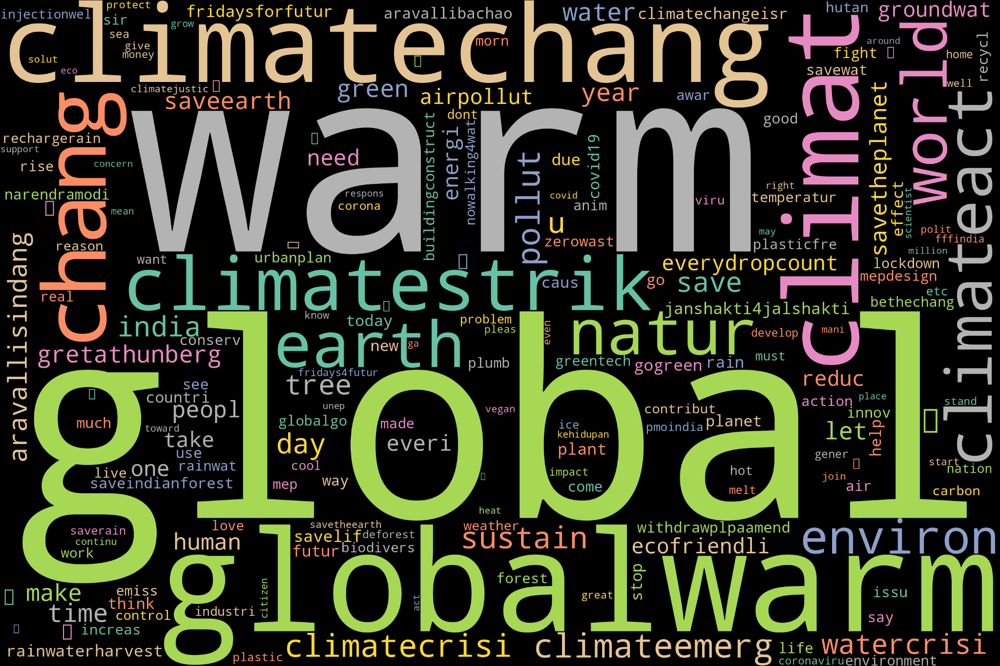 injectionwel
protect
sir
sea
grow
fridaysforfutur
aravallibachao
water
climatechangeisr
hutan
groundwat
climatechang
give
money
solut
eco
morn
around
fight
home
recycl
savewat
well
climatejustic
saveearth
green
airpollut
year
awar
climat
world
chang
warm
dont
good
rechargerain
support
rise
concern
need
buildingconstruct
energi
nowalking4wat
pollut
due
covid19
savetheplanet
climateact
narendramodi
mean
respons
corona
covid
anim
u
viru
right
temperatur
effect
scientist
polit
fffindia
may
zerowast
plasticfre
reason
want
urbanplan
million
aravallisindang
climatestrik
everydropcount
lockdown
caus
go
save
mepdesign
real
etc
bethechang
india
conserv
know
today
earth
problem
pleas
even
natur
janshakti4jalshakti
develop
mani
gretathunberg
new
ga
plumb
greentech
gogreen
rain
must
fridays4futur
tree
global
see
countri
peopl
unep
vegan
reduc
action
place
stand
contribut
innov
much
toward
globalgo
made
ice
kehidupan
pmoindia
planet
let
help
take
day
everi
plant
use
gener
start
nation
one
rainwat
live
cool
impact
hot
join
air
saveindianforest
mep
way
come
melt
carbon
heat
love
savetheearth
weather
withdrawplpaamend
environ
saverain
continu
work
human
savelif
deforest
futur
biodivers
sustain
ecofriendli
globalwarm
citizen
forest
stop
make
emiss
think
time
control
industri
act
great
issu
say
increas
rainwaterharvest
plastic
climatecrisi
climateemerg
life
watercrisi
coronaviru
environment